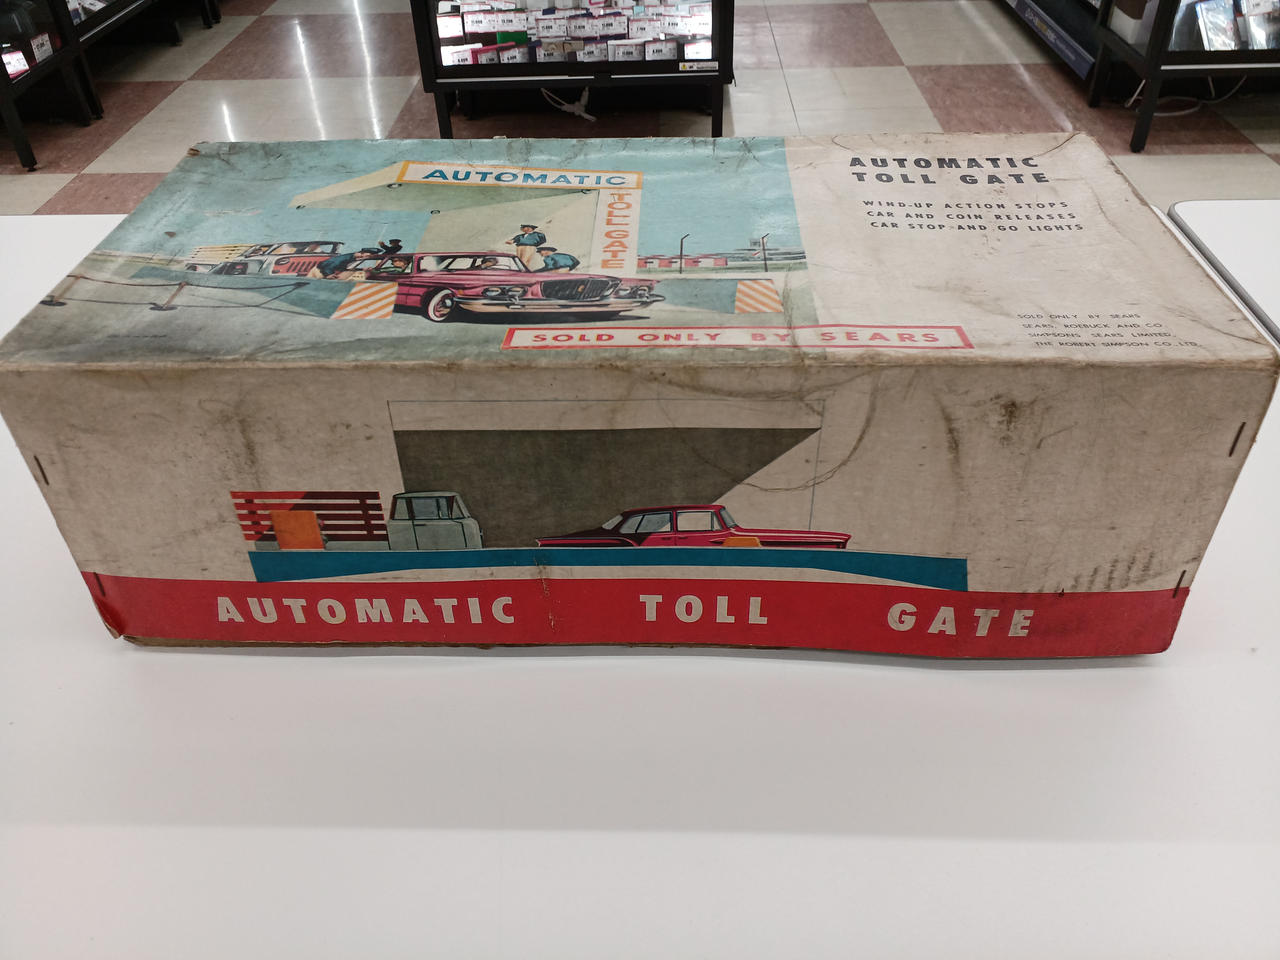 AUTOMATIC
TOLL GATE
AUTOMATIC
TOLL GATE
WIND-UP ACTION STOPS
CAR AND COIN RELEASES
CAR STOP AND GO LIGHTS
SOLD ONLY BY SEARS
SOLD ONLY BY SEARS
SEARS, ROEBUCK AND CO.
SIMPSONS SEARS LIMITED
THE ROBERT SIMPSON CO., LTD.
AUTOMATIC TOLL GATE